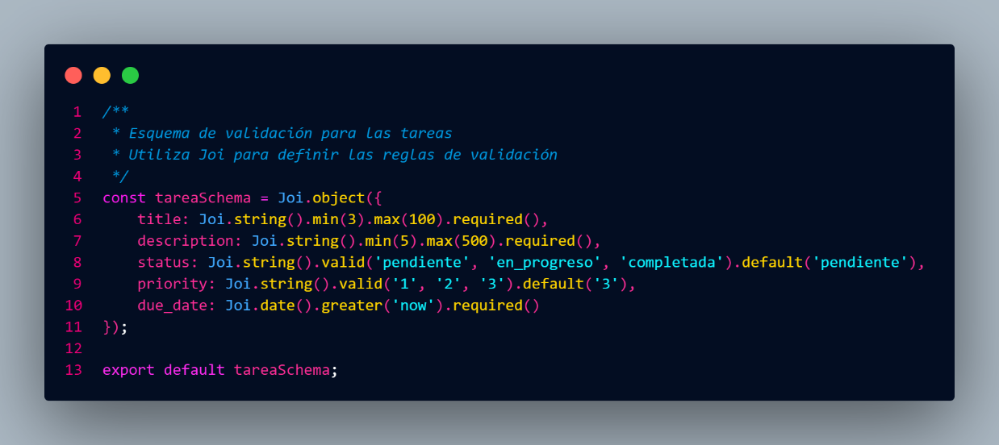 1 /**
2  * Esquema de validación para las tareas
3  * Utiliza Joi para definir las reglas de validación
4  */
5 const tareaSchema = Joi.object({
6     title: Joi.string().min(3).max(100).required(),
7     description: Joi.string().min(5).max(500).required(),
8     status: Joi.string().valid('pendiente', 'en_progreso', 'completada').default('pendiente'),
9     priority: Joi.string().valid('1', '2', '3').default('3'),
10     due_date: Joi.date().greater('now').required()
11 });
12
13 export default tareaSchema;